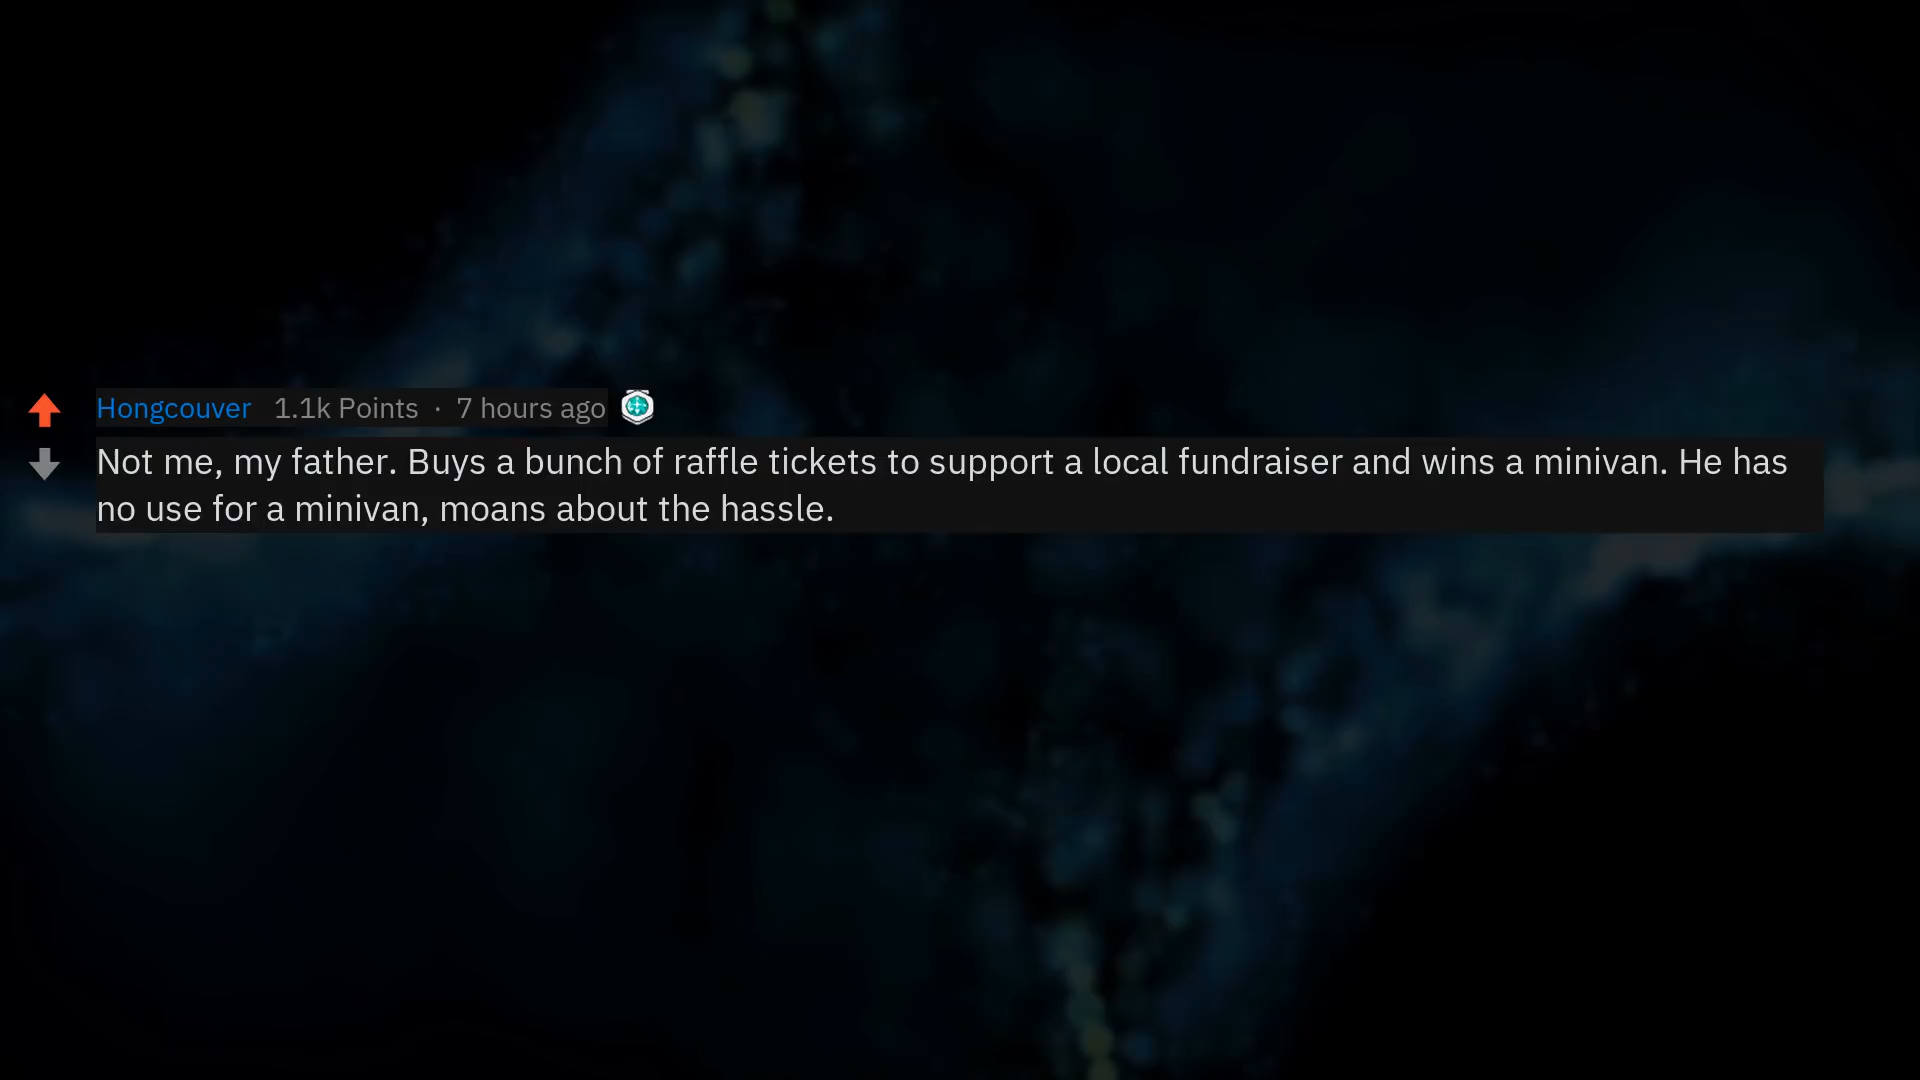 Hongcouver 1.1k Points · 7 hours ago
Not me, my father. Buys a bunch of raffle tickets to support a local fundraiser and wins a minivan. He has
no use for a minivan, moans about the hassle.